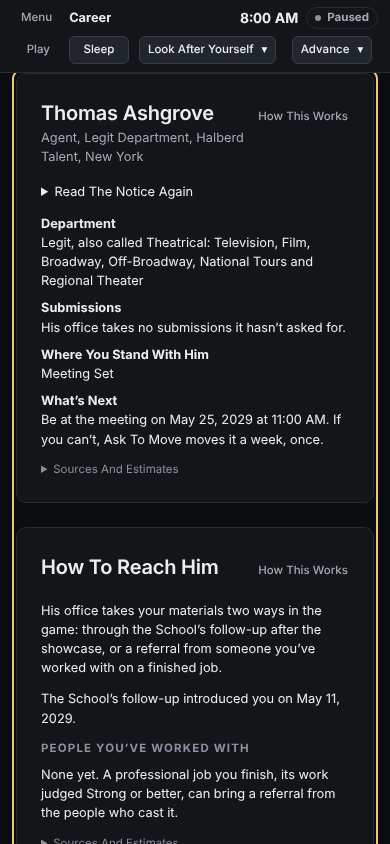 Menu Career 8:00 AM Paused
Play Sleep Look After Yourself ▾ Advance ▾
Thomas Ashgrove How This Works
Agent, Legit Department, Halberd
Talent, New York
▶ Read The Notice Again
Department
Legit, also called Theatrical: Television, Film,
Broadway, Off-Broadway, National Tours and
Regional Theater
Submissions
His office takes no submissions it hasn’t asked for.
Where You Stand With Him
Meeting Set
What’s Next
Be at the meeting on May 25, 2029 at 11:00 AM. If
you can’t, Ask To Move moves it a week, once.
▶ Sources And Estimates
How To Reach Him How This Works
His office takes your materials two ways in the
game: through the School’s follow-up after the
showcase, or a referral from someone you’ve
worked with on a finished job.
The School’s follow-up introduced you on May 11,
2029.
PEOPLE YOU’VE WORKED WITH
None yet. A professional job you finish, its work
judged Strong or better, can bring a referral from
the people who cast it.
▶ Sources And Estimates